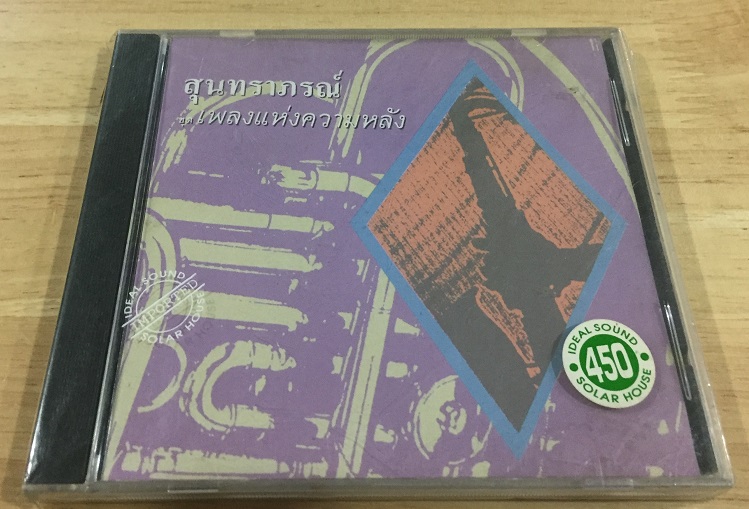 สุนทราภรณ์
ชุด เพลงแห่งความหลัง
IDEAL SOUND
IMPORTED
SOLAR HOUSE
IDEAL SOUND
450
SOLAR HOUSE